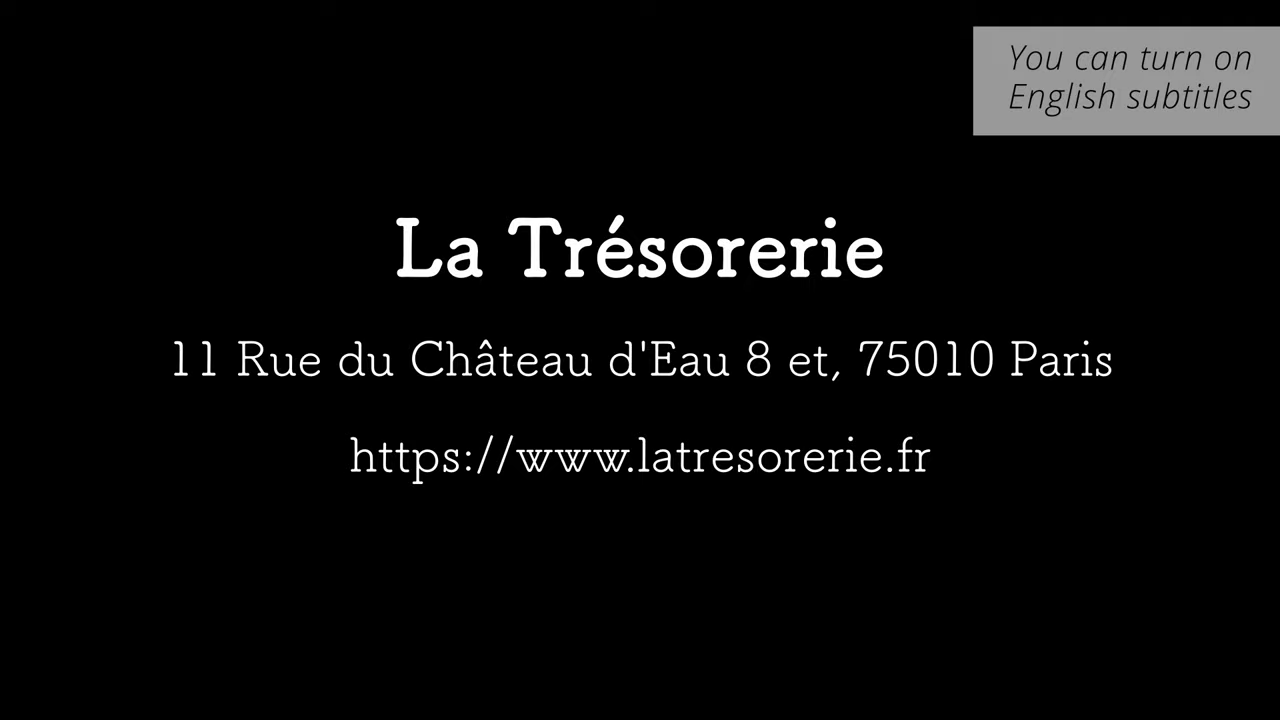 You can turn on
English subtitles
La Trésorerie
11 Rue du Château d'Eau 8 et, 75010 Paris
https://www.latresorerie.fr